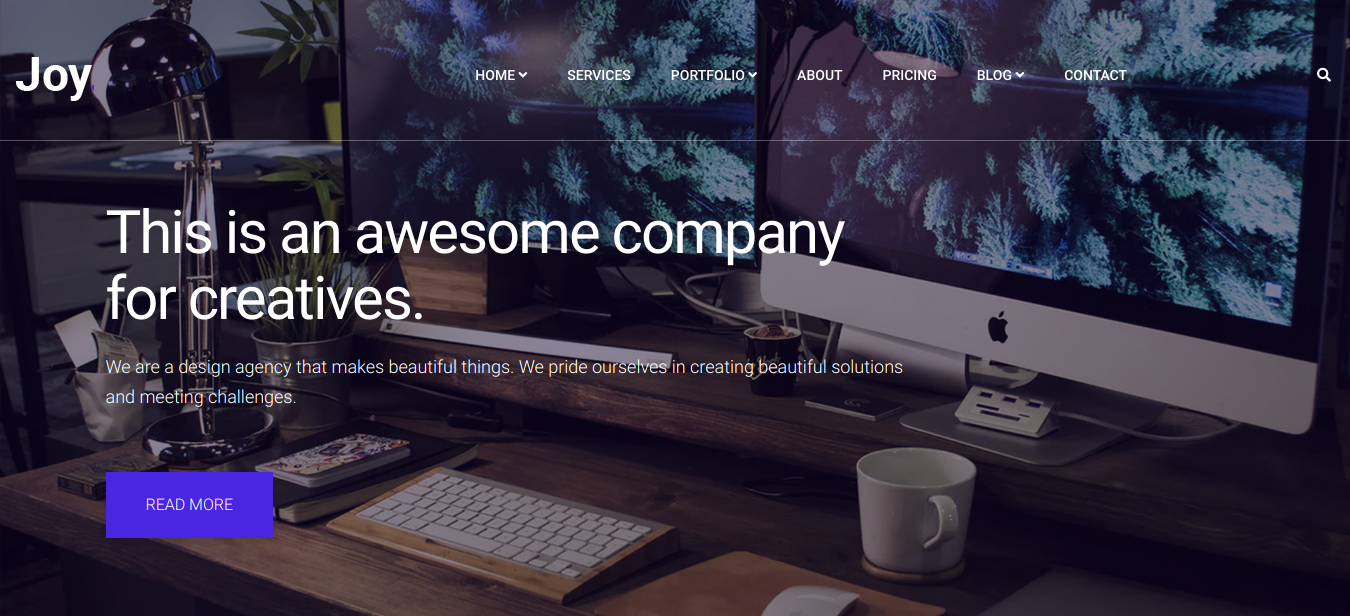 Joy
HOME
SERVICES
PORTFOLIO
ABOUT
PRICING
BLOG
CONTACT
This is an awesome company
for creatives.
We are a design agency that makes beautiful things. We pride ourselves in creating beautiful solutions
and meeting challenges.
READ MORE